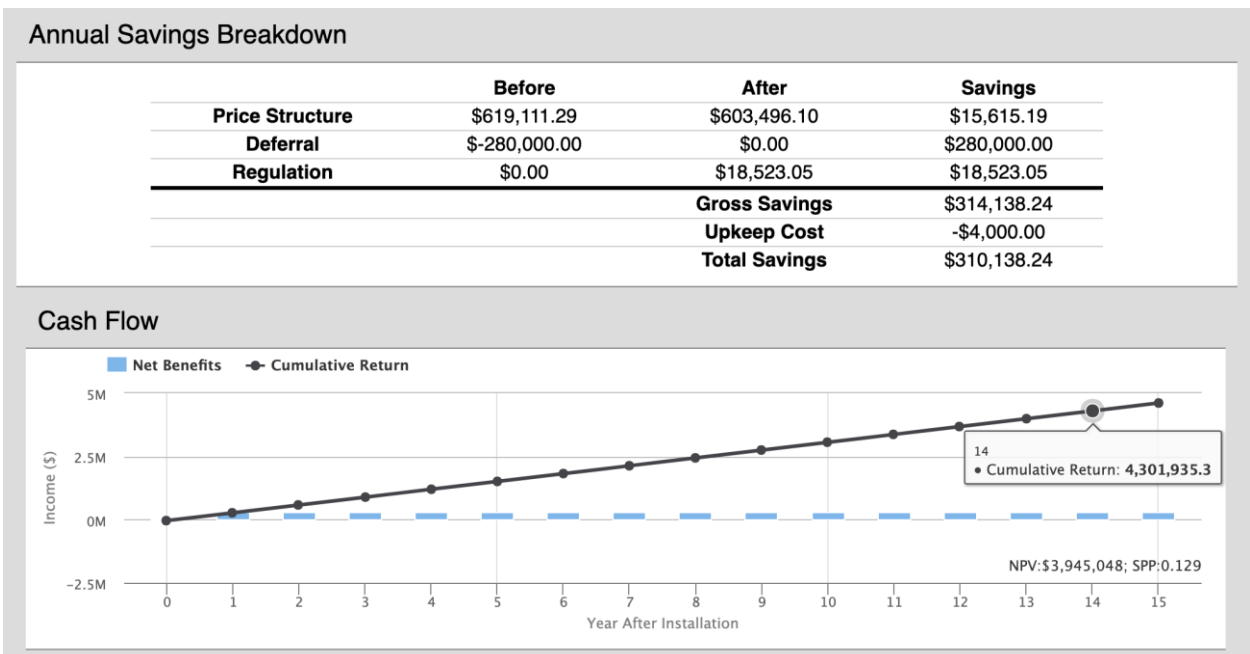 Annual Savings Breakdown
Before After Savings
Price Structure $619,111.29 $603,496.10 $15,615.19
Deferral $-280,000.00 $0.00 $280,000.00
Regulation $0.00 $18,523.05 $18,523.05
Gross Savings $314,138.24
Upkeep Cost -$4,000.00
Total Savings $310,138.24
Cash Flow
Net Benefits Cumulative Return
5M
2.5M
0M
−2.5M
Income ($)
14
• Cumulative Return: 4,301,935.3
NPV:$3,945,048; SPP:0.129
0 1 2 3 4 5 6 7 8 9 10 11 12 13 14 15
Year After Installation